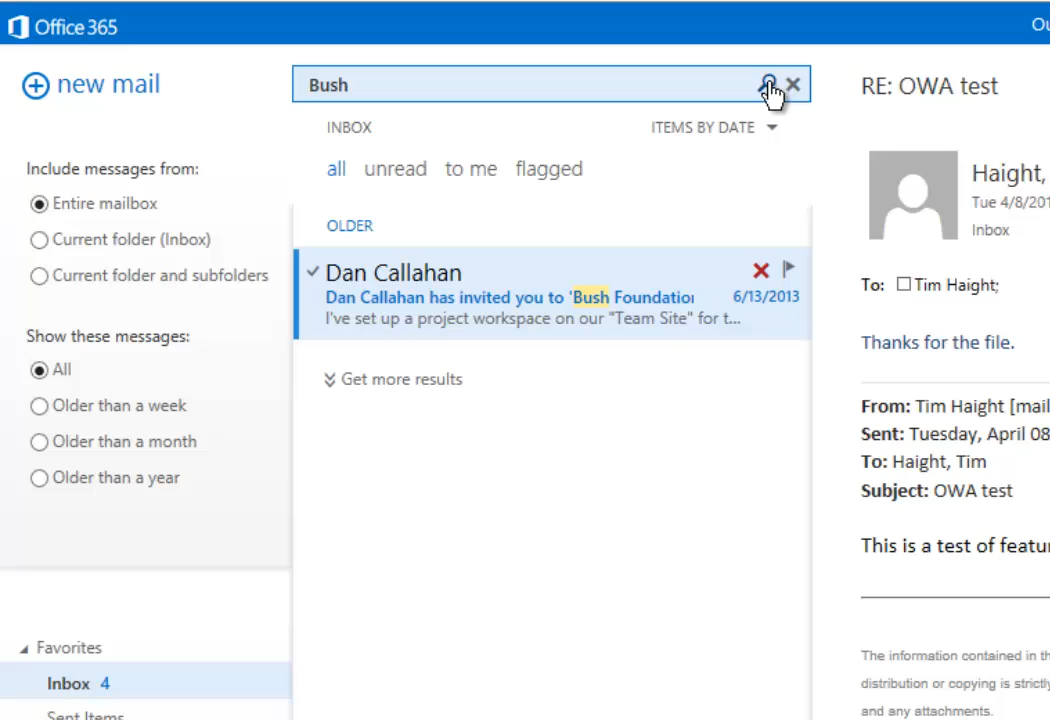 Office 365
Ou
new mail
Bush
RE: OWA test
INBOX
ITEMS BY DATE
all unread to me flagged
Include messages from:
Entire mailbox
Current folder (Inbox)
Current folder and subfolders
Show these messages:
All
Older than a week
Older than a month
Older than a year
OLDER
Dan Callahan
Dan Callahan has invited you to 'Bush Foundation 6/13/2013
I've set up a project workspace on our "Team Site" for t...
Get more results
Haight,
Tue 4/8/201
Inbox
To: Tim Haight;
Thanks for the file.
From: Tim Haight [mail
Sent: Tuesday, April 08
To: Haight, Tim
Subject: OWA test
This is a test of featu
Favorites
Inbox 4
Sent Items
The information contained in th
distribution or copying is strictly
and any attachments.